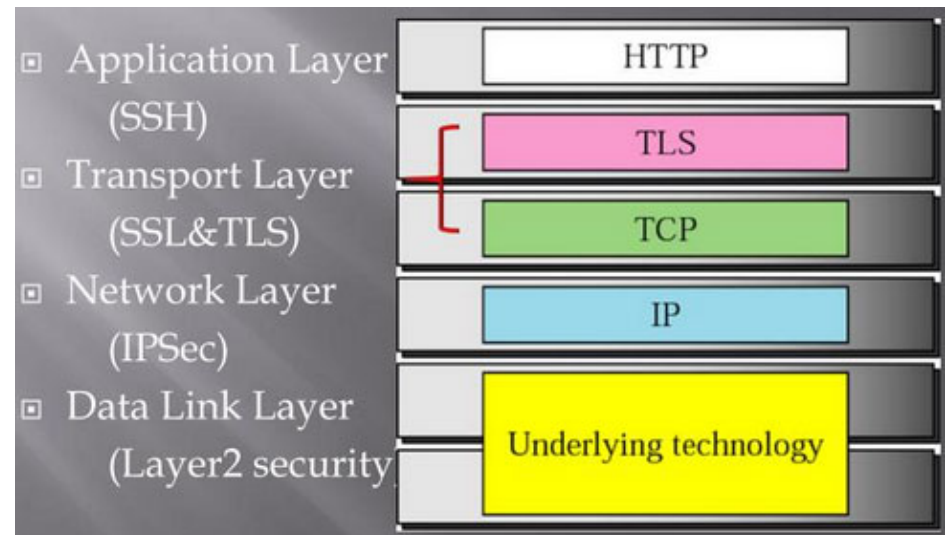 Application Layer
(SSH)
Transport Layer
(SSL&TLS)
Network Layer
(IPSec)
Data Link Layer
(Layer2 security
HTTP
TLS
TCP
IP
Underlying technology